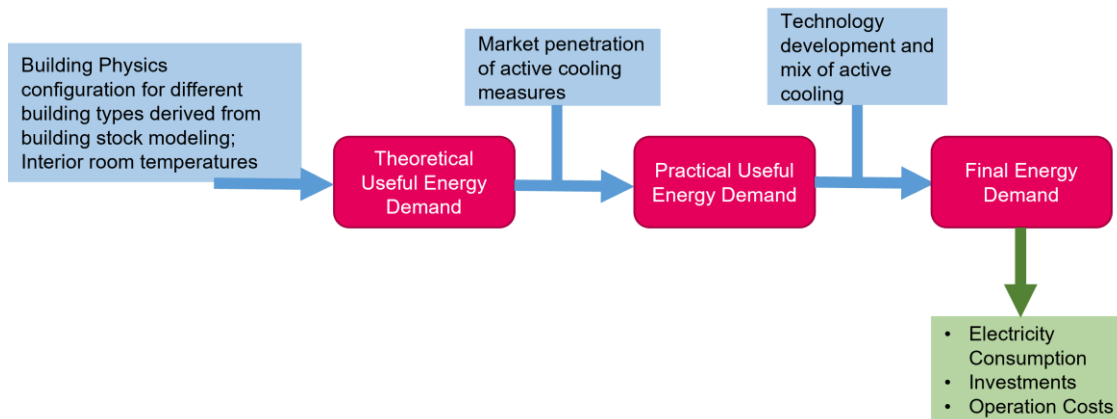 Building Physics
configuration for different
building types derived from
building stock modeling;
Interior room temperatures
Market penetration
of active cooling
measures
Technology
development and
mix of active
cooling
Theoretical
Useful Energy
Demand
Practical Useful
Energy Demand
Final Energy
Demand
• Electricity
Consumption
• Investments
• Operation Costs